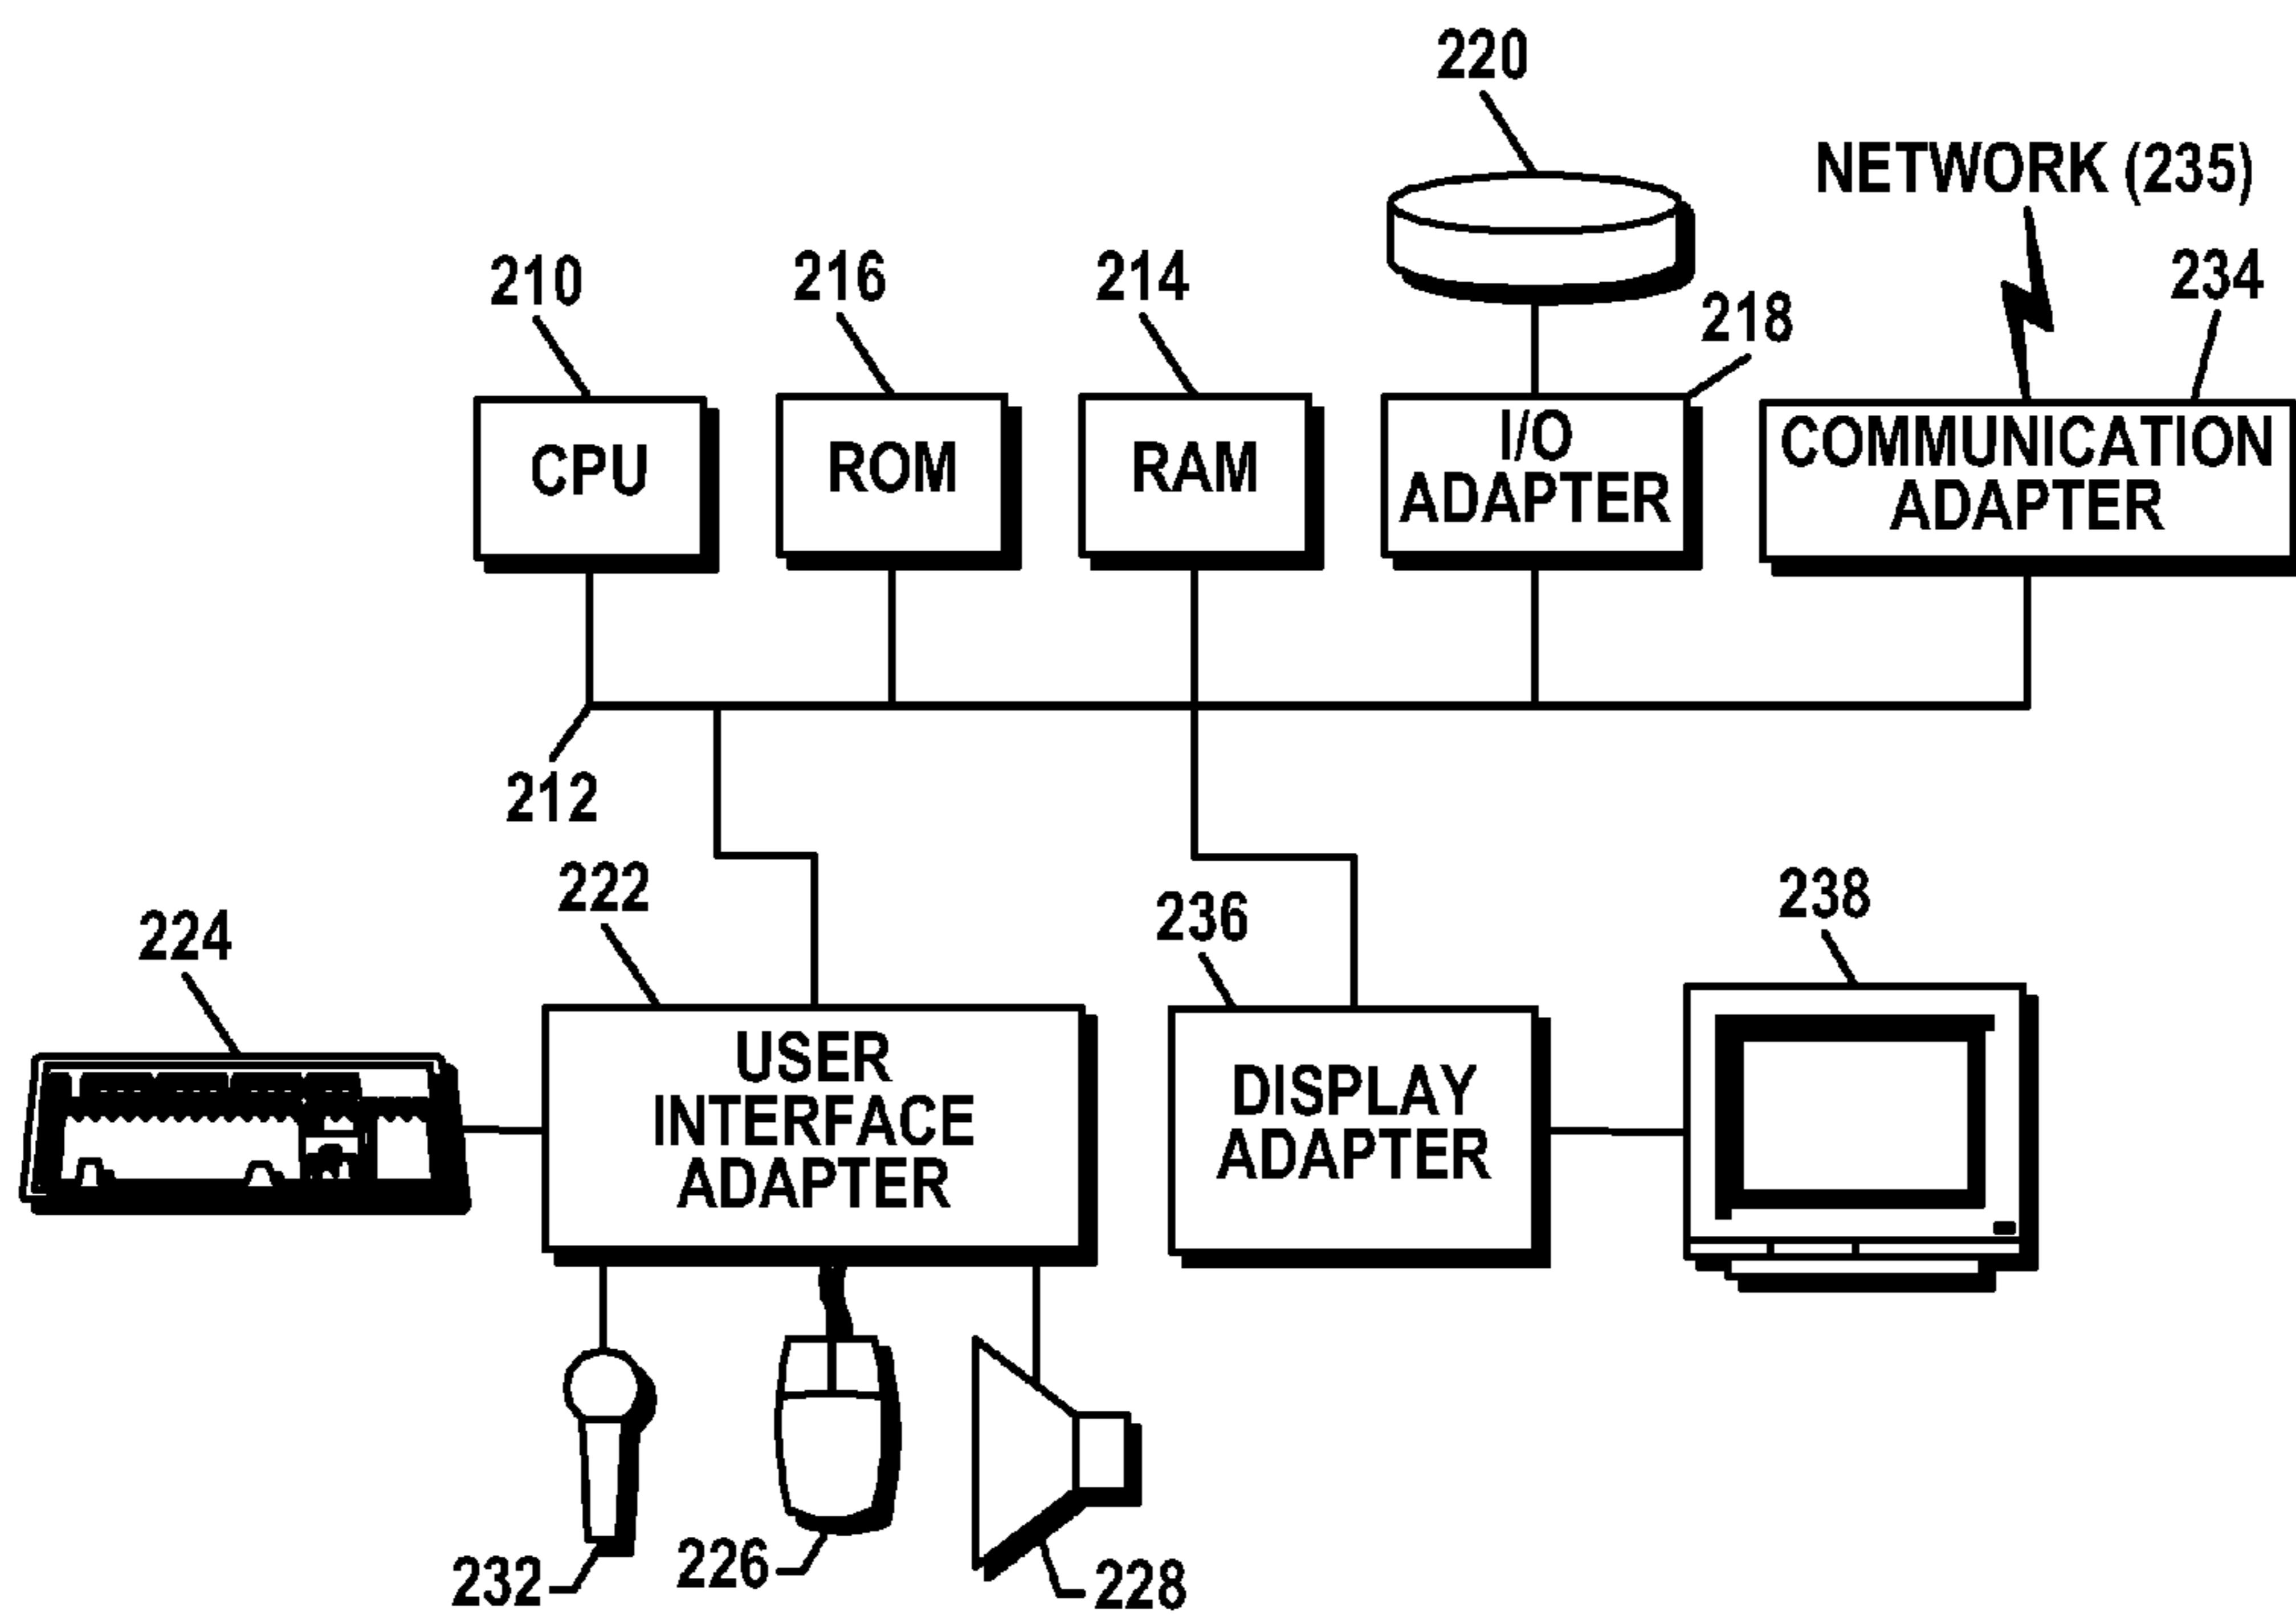 220
NETWORK (235)
210
216
214
218
234
CPU
ROM
RAM
I/O
ADAPTER
COMMUNICATION
ADAPTER
212
222
236
238
224
USER
INTERFACE
ADAPTER
DISPLAY
ADAPTER
232
226
228